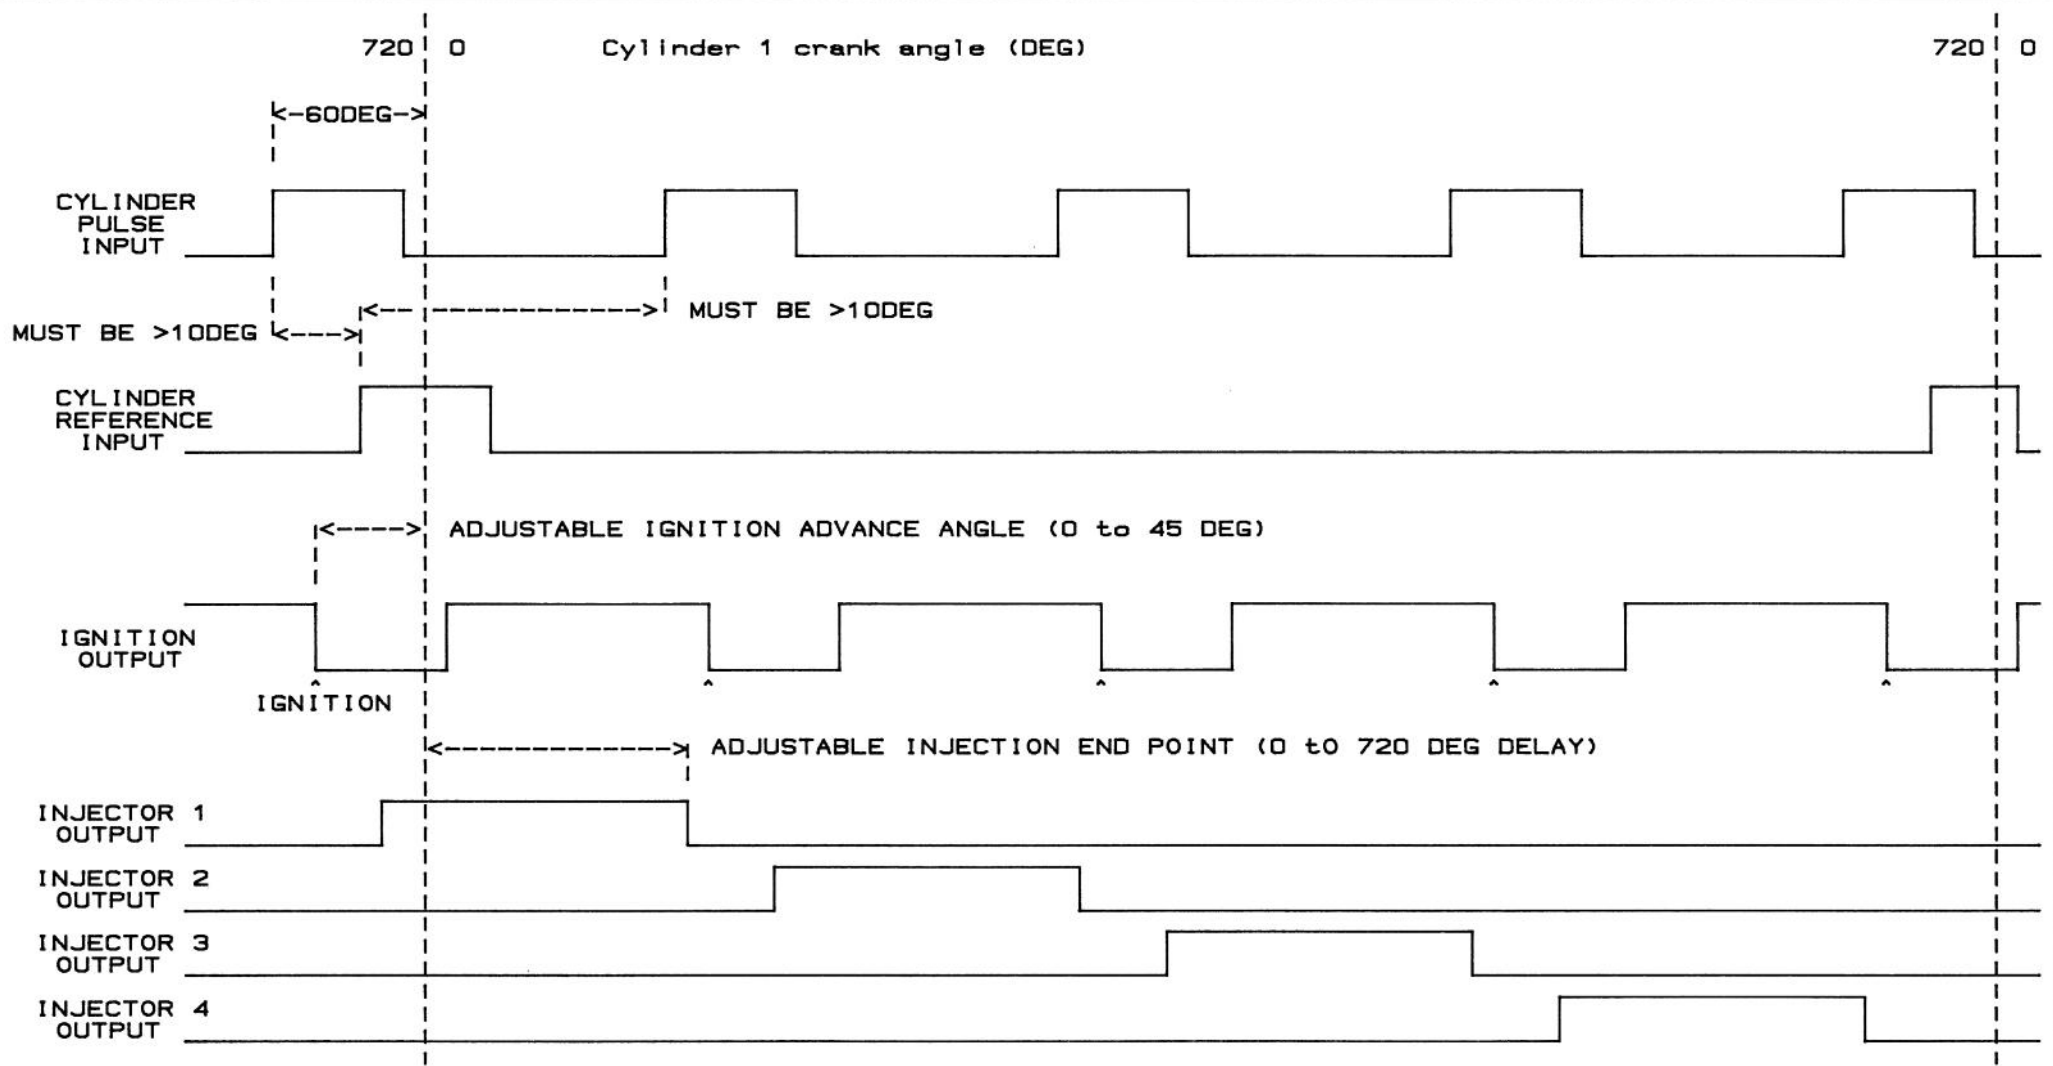 720 0 Cylinder 1 crank angle (DEG) 720 0
<-60DEG->
CYLINDER
PULSE
INPUT
MUST BE >10DEG
MUST BE >10DEG
CYLINDER
REFERENCE
INPUT
ADJUSTABLE IGNITION ADVANCE ANGLE (0 to 45 DEG)
IGNITION
OUTPUT
IGNITION
ADJUSTABLE INJECTION END POINT (0 to 720 DEG DELAY)
INJECTOR 1
OUTPUT
INJECTOR 2
OUTPUT
INJECTOR 3
OUTPUT
INJECTOR 4
OUTPUT